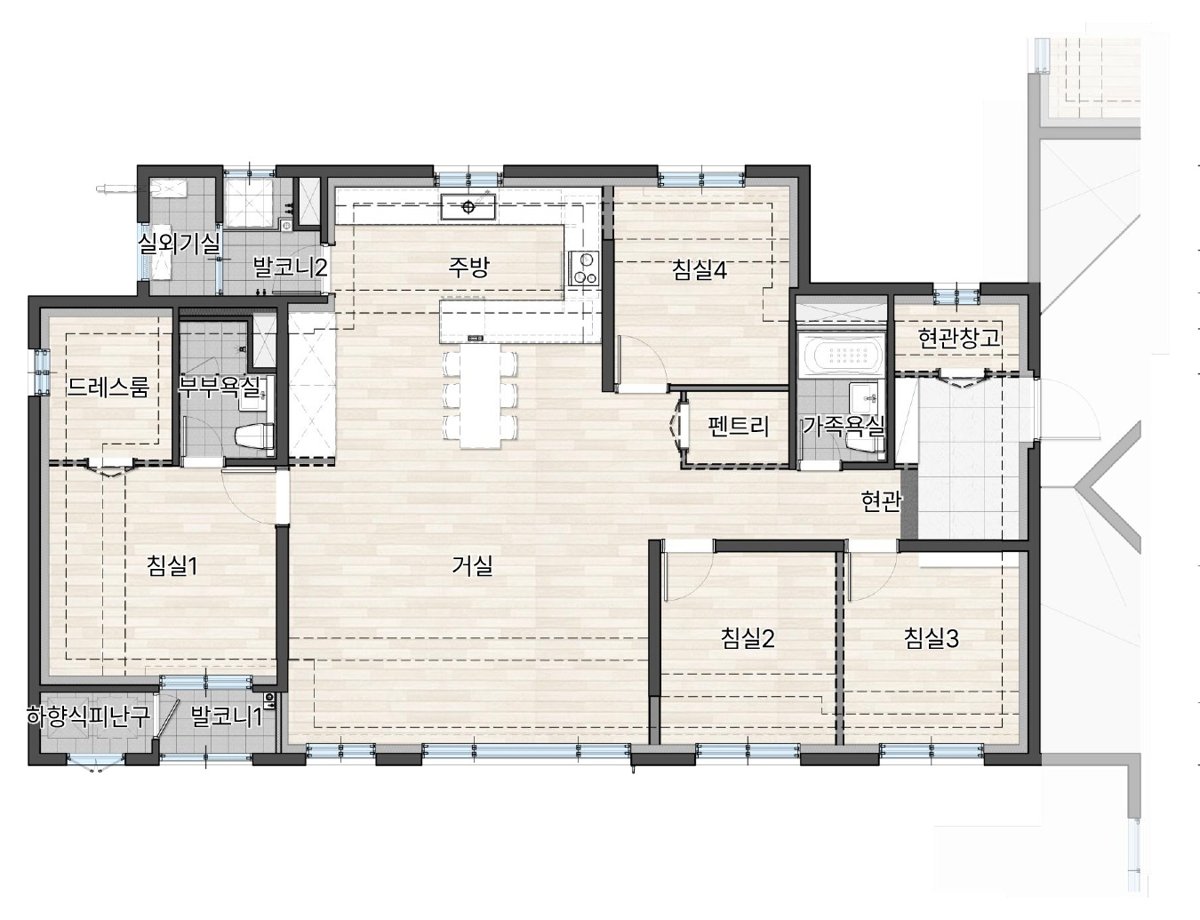 실외기실
발코니2
주방
침실4
현관창고
드레스룸
부부욕실
펜트리
가족욕실
현관
침실1
거실
침실2
침실3
하향식피난구
발코니1